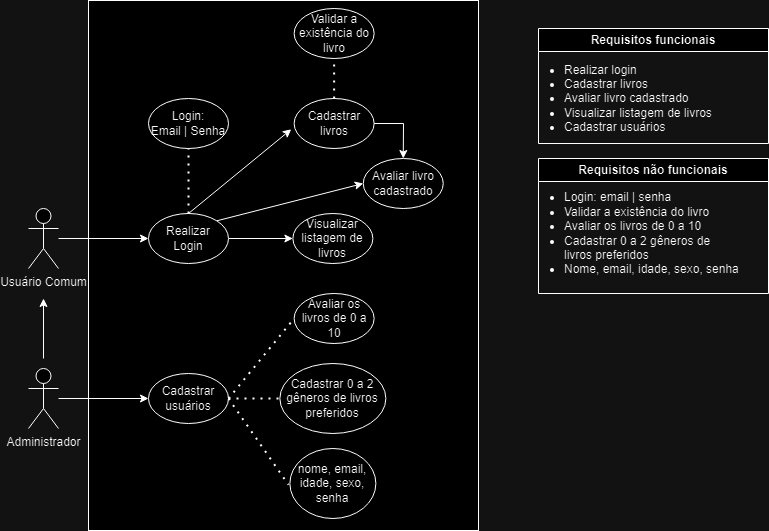 Validar a
existência do
livro
Login:
Email | Senha
Cadastrar
livros
Avaliar livro
cadastrado
Realizar
Login
Visualizar
listagem de
livros
Usuário Comum
Avaliar os
livros de 0 a
10
Cadastrar
usuários
Cadastrar 0 a 2
gêneros de livros
preferidos
Administrador
nome, email,
idade, sexo,
senha
Requisitos funcionais
Realizar login
Cadastrar livros
Avaliar livro cadastrado
Visualizar listagem de livros
Cadastrar usuários
Requisitos não funcionais
Login: email | senha
Validar a existência do livro
Avaliar os livros de 0 a 10
Cadastrar 0 a 2 gêneros de
livros preferidos
Nome, email, idade, sexo, senha